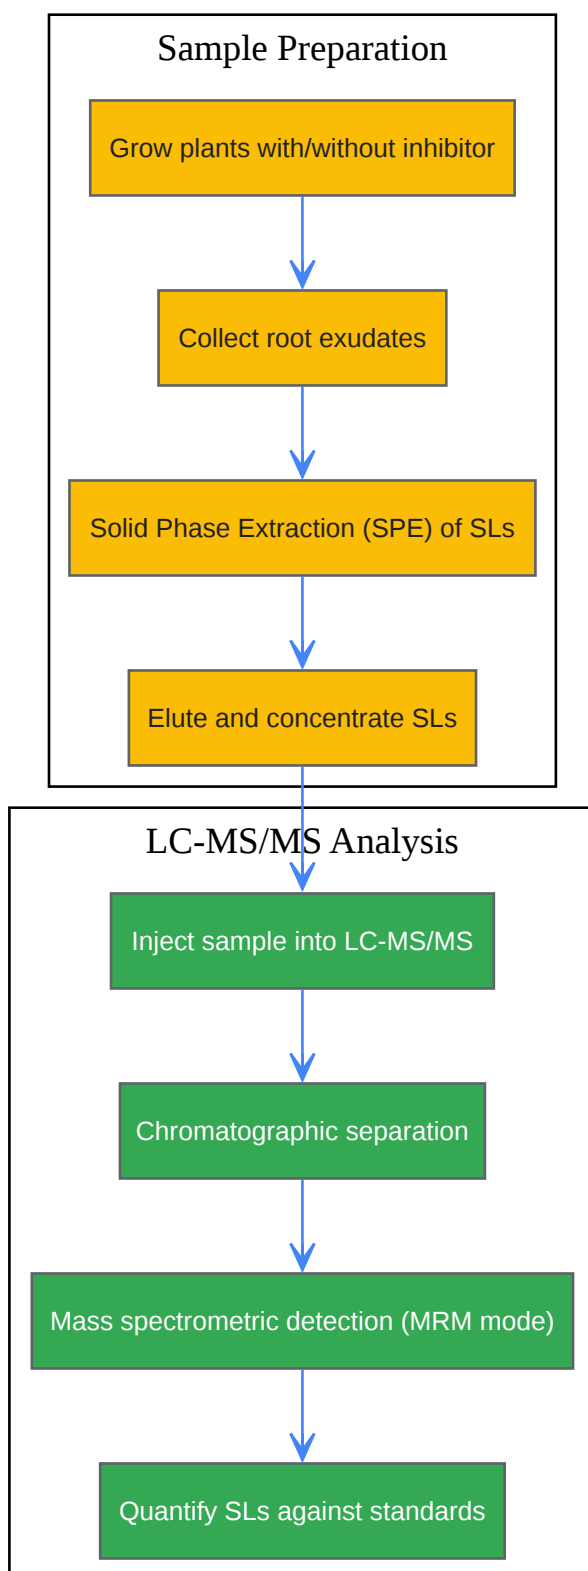 Sample Preparation
Grow plants with/without inhibitor
Collect root exudates
Solid Phase Extraction (SPE) of SLs
Elute and concentrate SLs
LC-MS/MS Analysis
Inject sample into LC-MS/MS
Chromatographic separation
Mass spectrometric detection (MRM mode)
Quantify SLs against standards